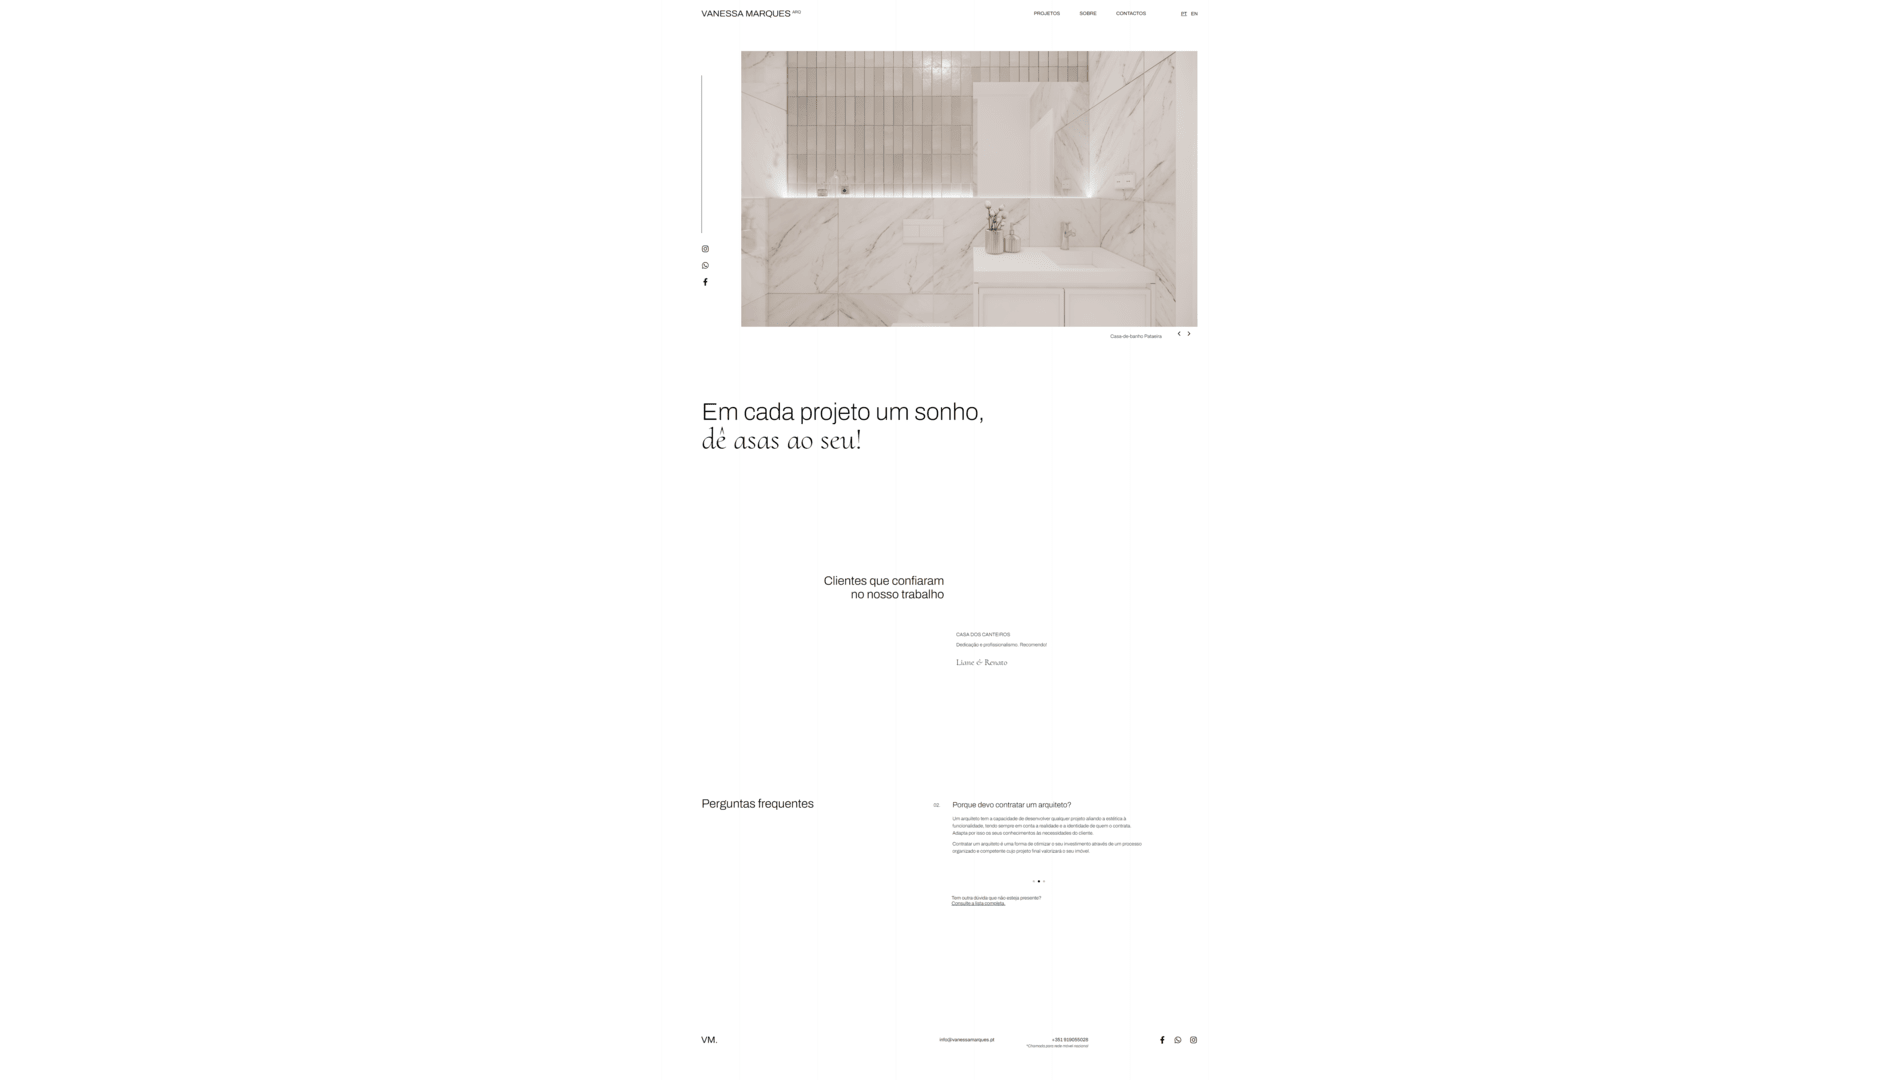 VANESSA MARQUES ARQ
PROJETOS SOBRE CONTACTOS PT EN
Casa-de-banho Pataeira
Em cada projeto um sonho,
dê asas ao seu!
Clientes que confiaram
no nosso trabalho
CASA DOS CANTEIROS
Dedicação e profissionalismo. Recomendo!
Liane & Renato
Perguntas frequentes
Porque devo contratar um arquiteto?
Um arquiteto tem a capacidade de desenvolver qualquer projeto aliando a estética à
funcionalidade, tendo sempre em conta a realidade e a identidade de quem o contrata.
Adapta por isso os seus conhecimentos às necessidades do cliente.
Contratar um arquiteto é uma forma de otimizar o seu investimento através de um processo
organizado e competente cujo projeto final valorizará o seu imóvel.
Tem outra dúvida que não esteja presente?
Consulte a lista completa.
VM.
info@vanessamarques.pt